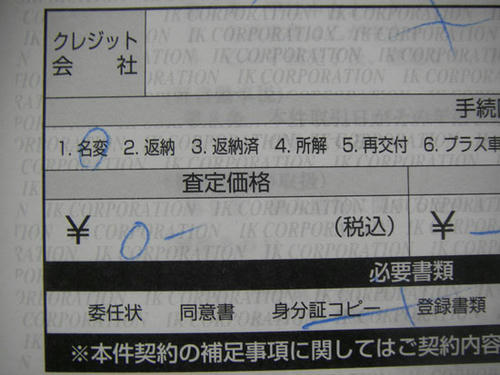 クレジット
会社
手続
1. 名変 2. 返納 3. 返納済 4. 所解 5. 再交付 6. プラス車
査定価格
¥ 0 - (税込) ¥
必要書類
委任状 同意書 身分証コピー 登録書類
※本件契約の補足事項に関してはご契約内容
IK CORPORATION